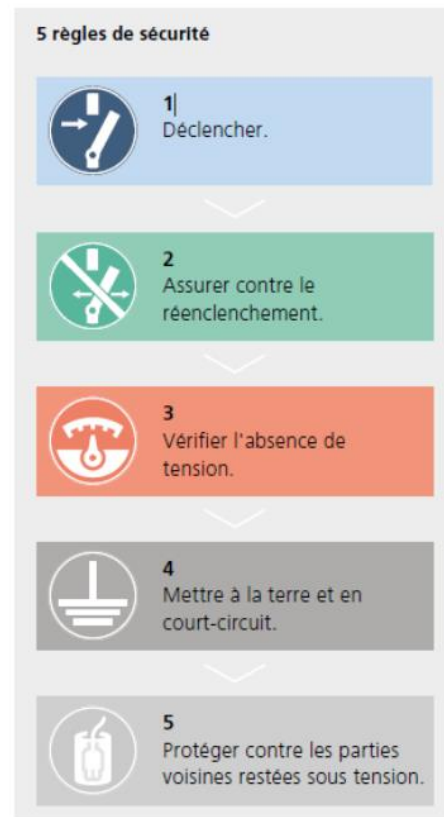 5 règles de sécurité
1
Déclencher.
2
Assurer contre le
réenclenchement.
3
Vérifier l'absence de
tension.
4
Mettre à la terre et en
court-circuit.
5
Protéger contre les parties
voisines restées sous tension.